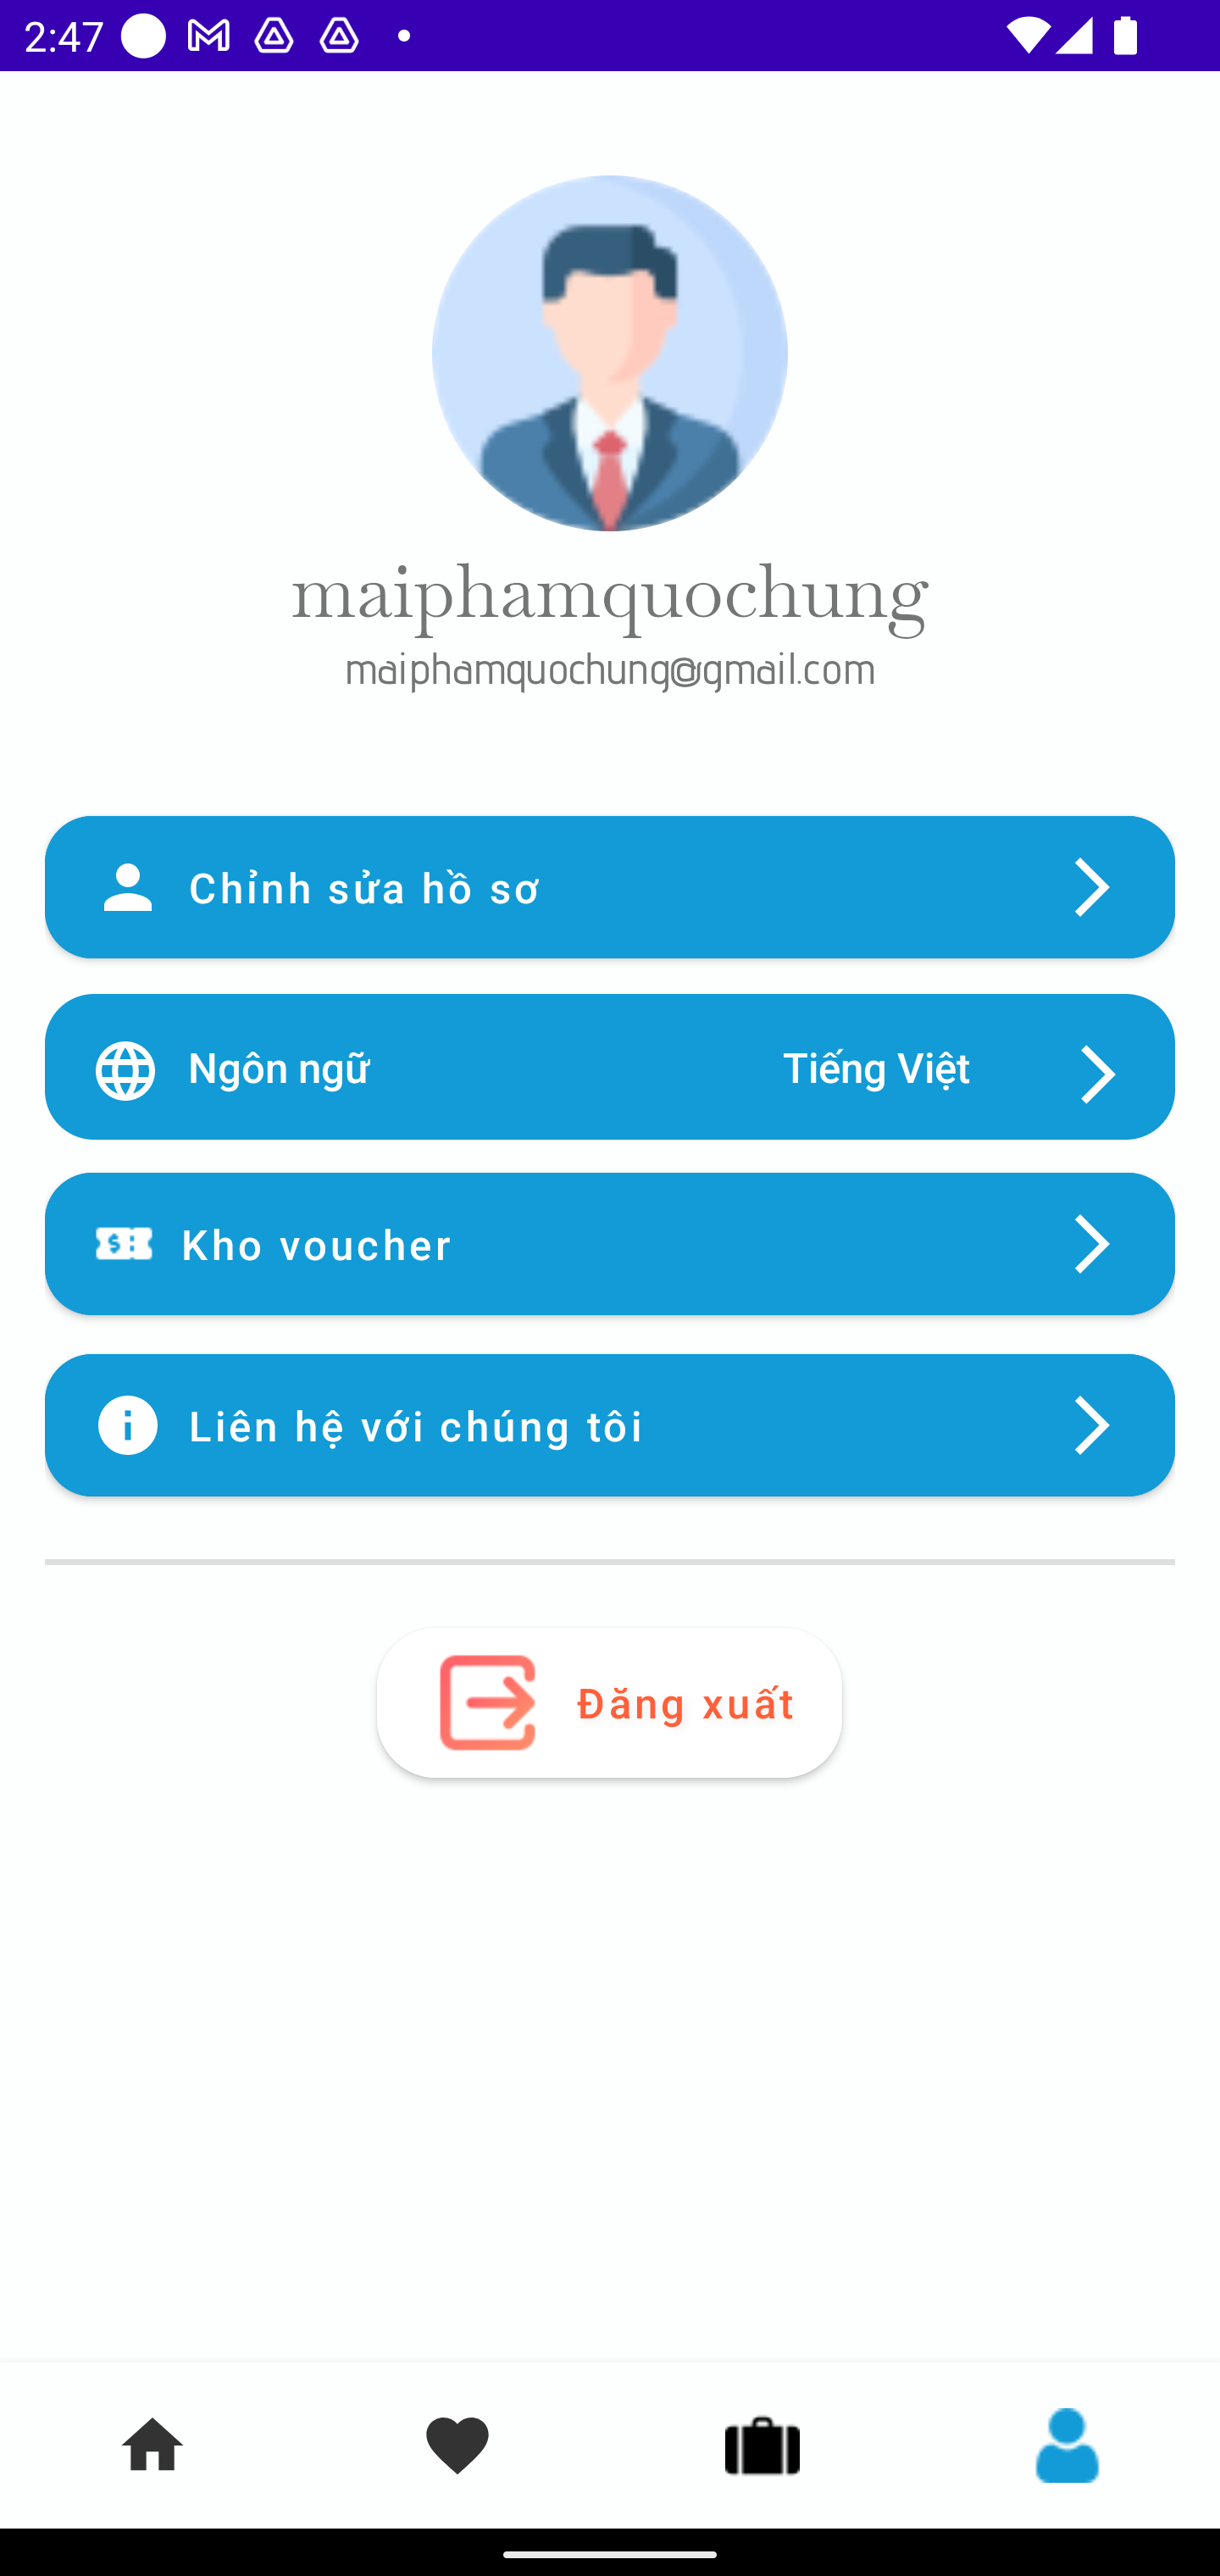 2:47
maiphamquochung
maiphamquochung@gmail.com
Chỉnh sửa hồ sơ
Ngôn ngữ Tiếng Việt
Kho voucher
Liên hệ với chúng tôi
Đăng xuất